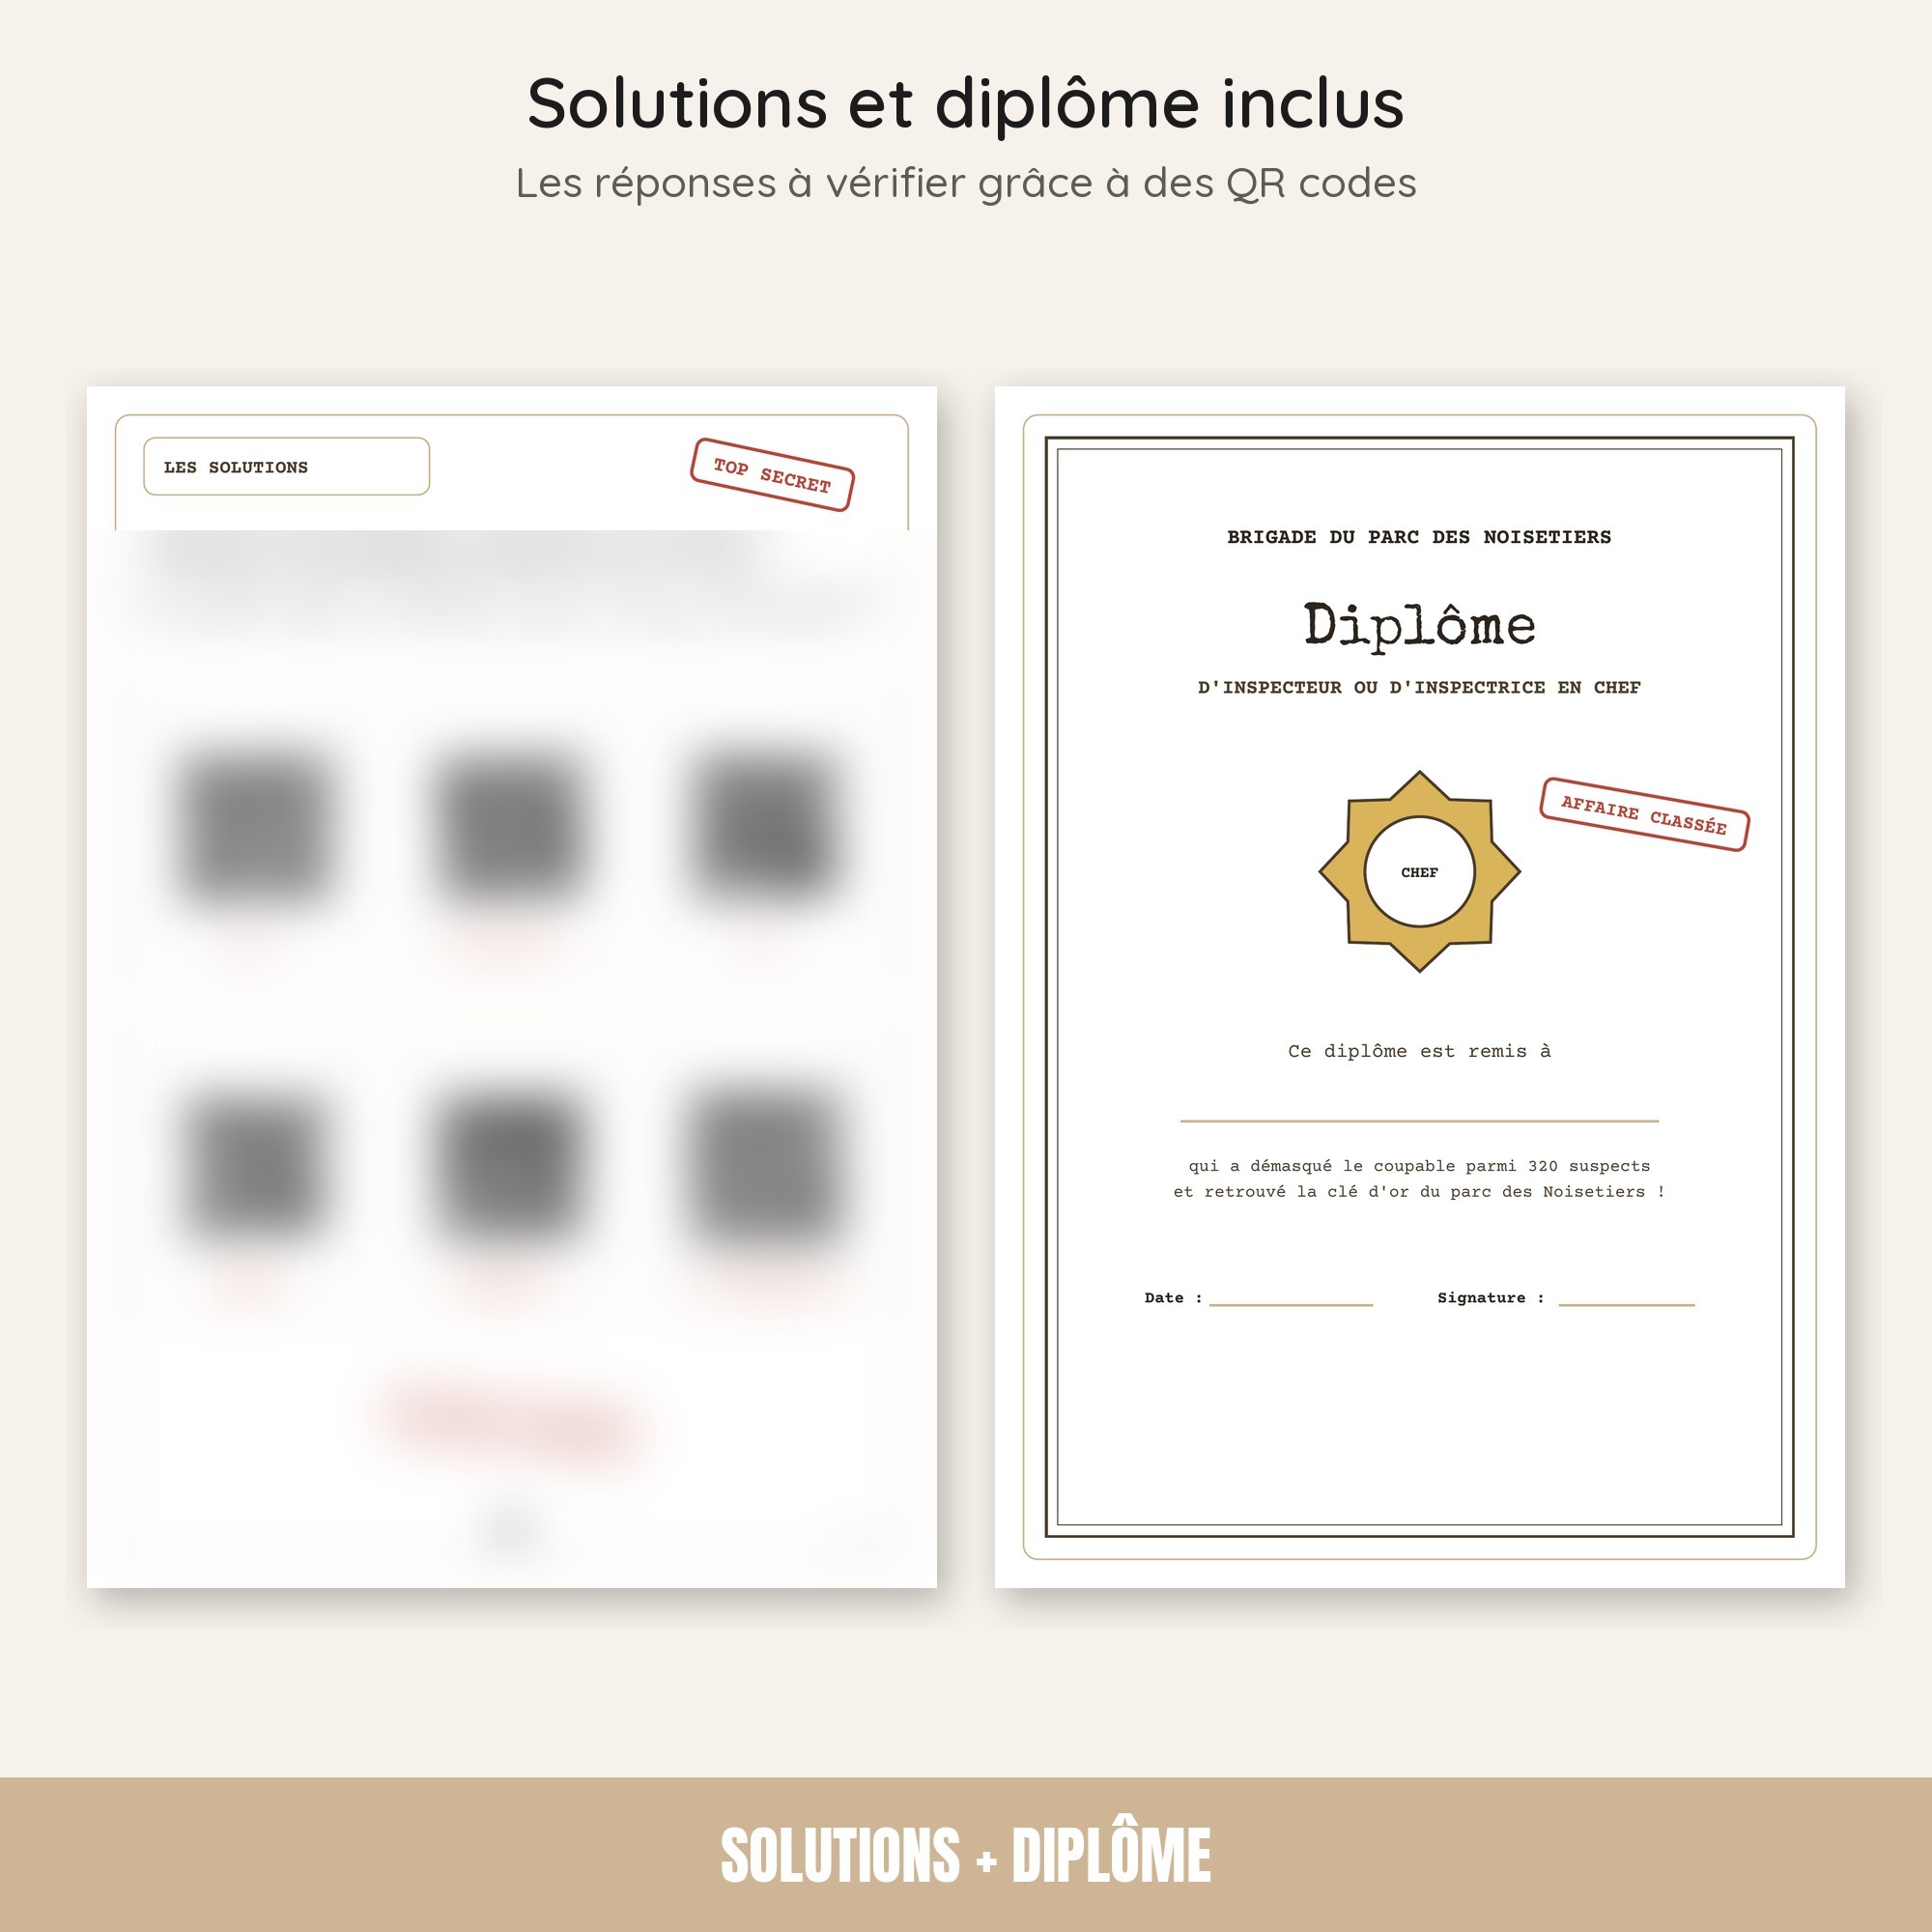 Solutions et diplôme inclus
Les réponses à vérifier grâce à des QR codes
LES SOLUTIONS
TOP SECRET
BRIGADE DU PARC DES NOISETIERS
Diplôme
D'INSPECTEUR OU D'INSPECTRICE EN CHEF
AFFAIRE CLASSÉE
CHEF
Ce diplôme est remis à
qui a démasqué le coupable parmi 320 suspects
et retrouvé la clé d'or du parc des Noisetiers !
Date :
Signature :
SOLUTIONS + DIPLÔME